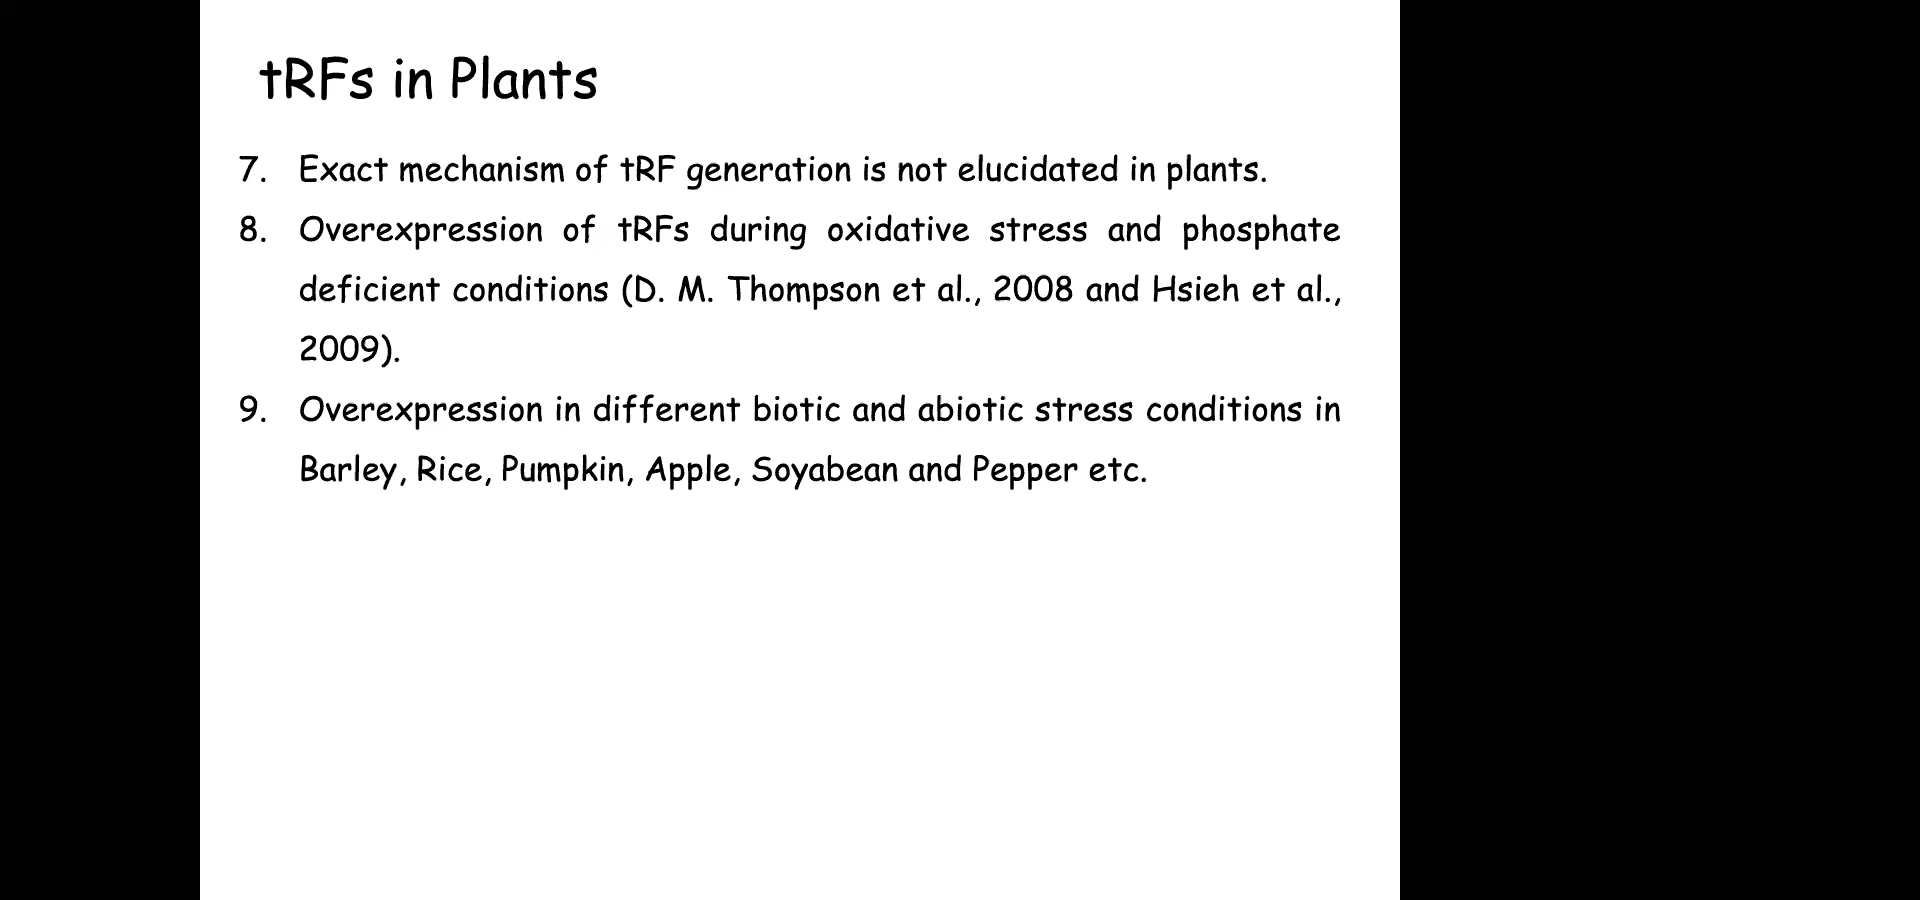 tRFs in Plants
7. Exact mechanism of tRF generation is not elucidated in plants.
8. Overexpression of tRFs during oxidative stress and phosphate
deficient conditions (D. M. Thompson et al., 2008 and Hsieh et al.,
2009).
9. Overexpression in different biotic and abiotic stress conditions in
Barley, Rice, Pumpkin, Apple, Soyabean and Pepper etc.